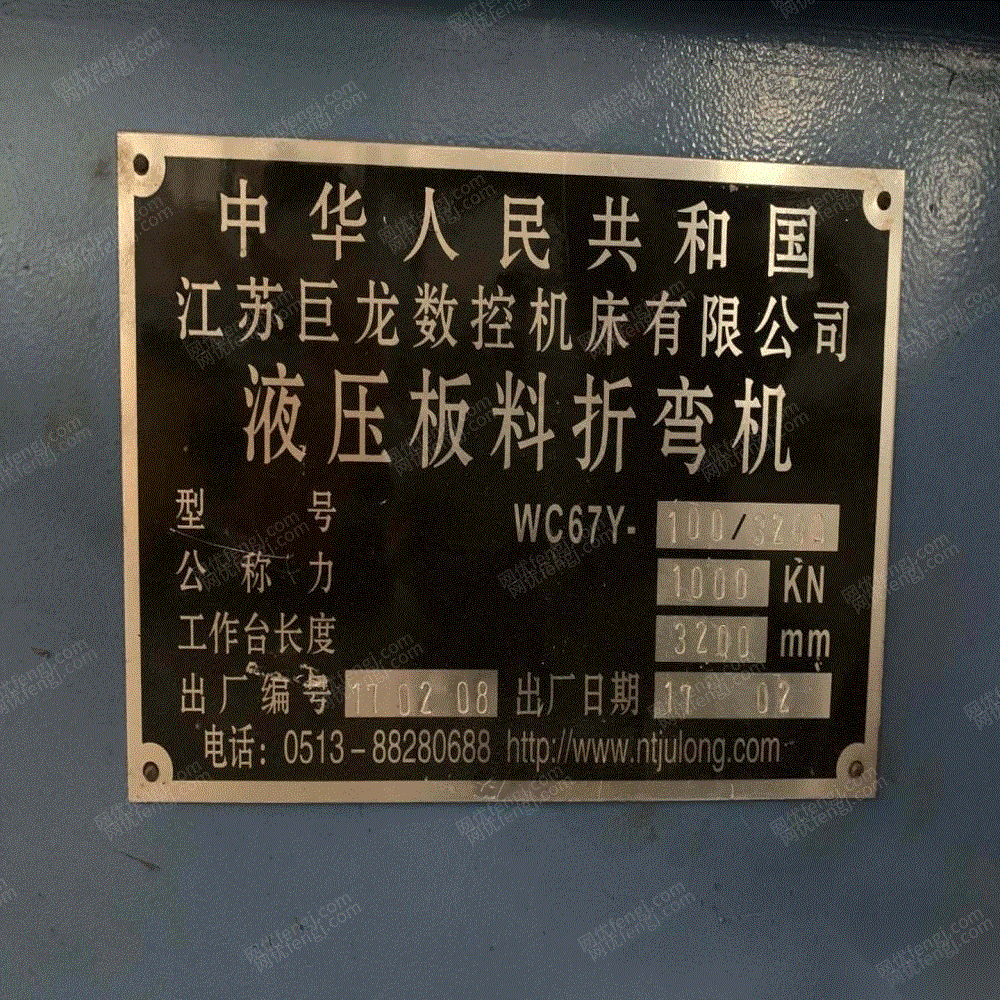 中华人民共和国
江苏巨龙数控机床有限公司
液压板料折弯机
型号 WC67Y-100/3200
公称力 1000 KN
工作台长度 3200 mm
出厂编号 170208 出厂日期 17 02
电话：0513-88280688 http://www.ntjulong.com